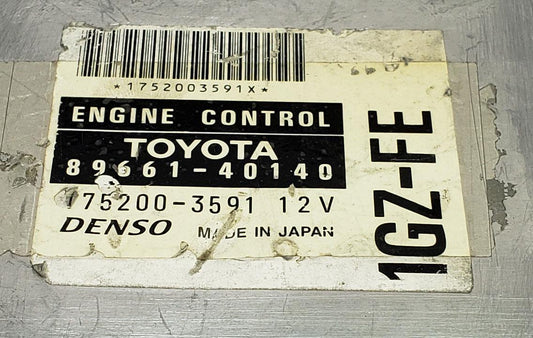 *1752003591X*
ENGINE CONTROL
TOYOTA
89661-40140
175200-3591 12V
DENSO MADE IN JAPAN
1GZ-FE